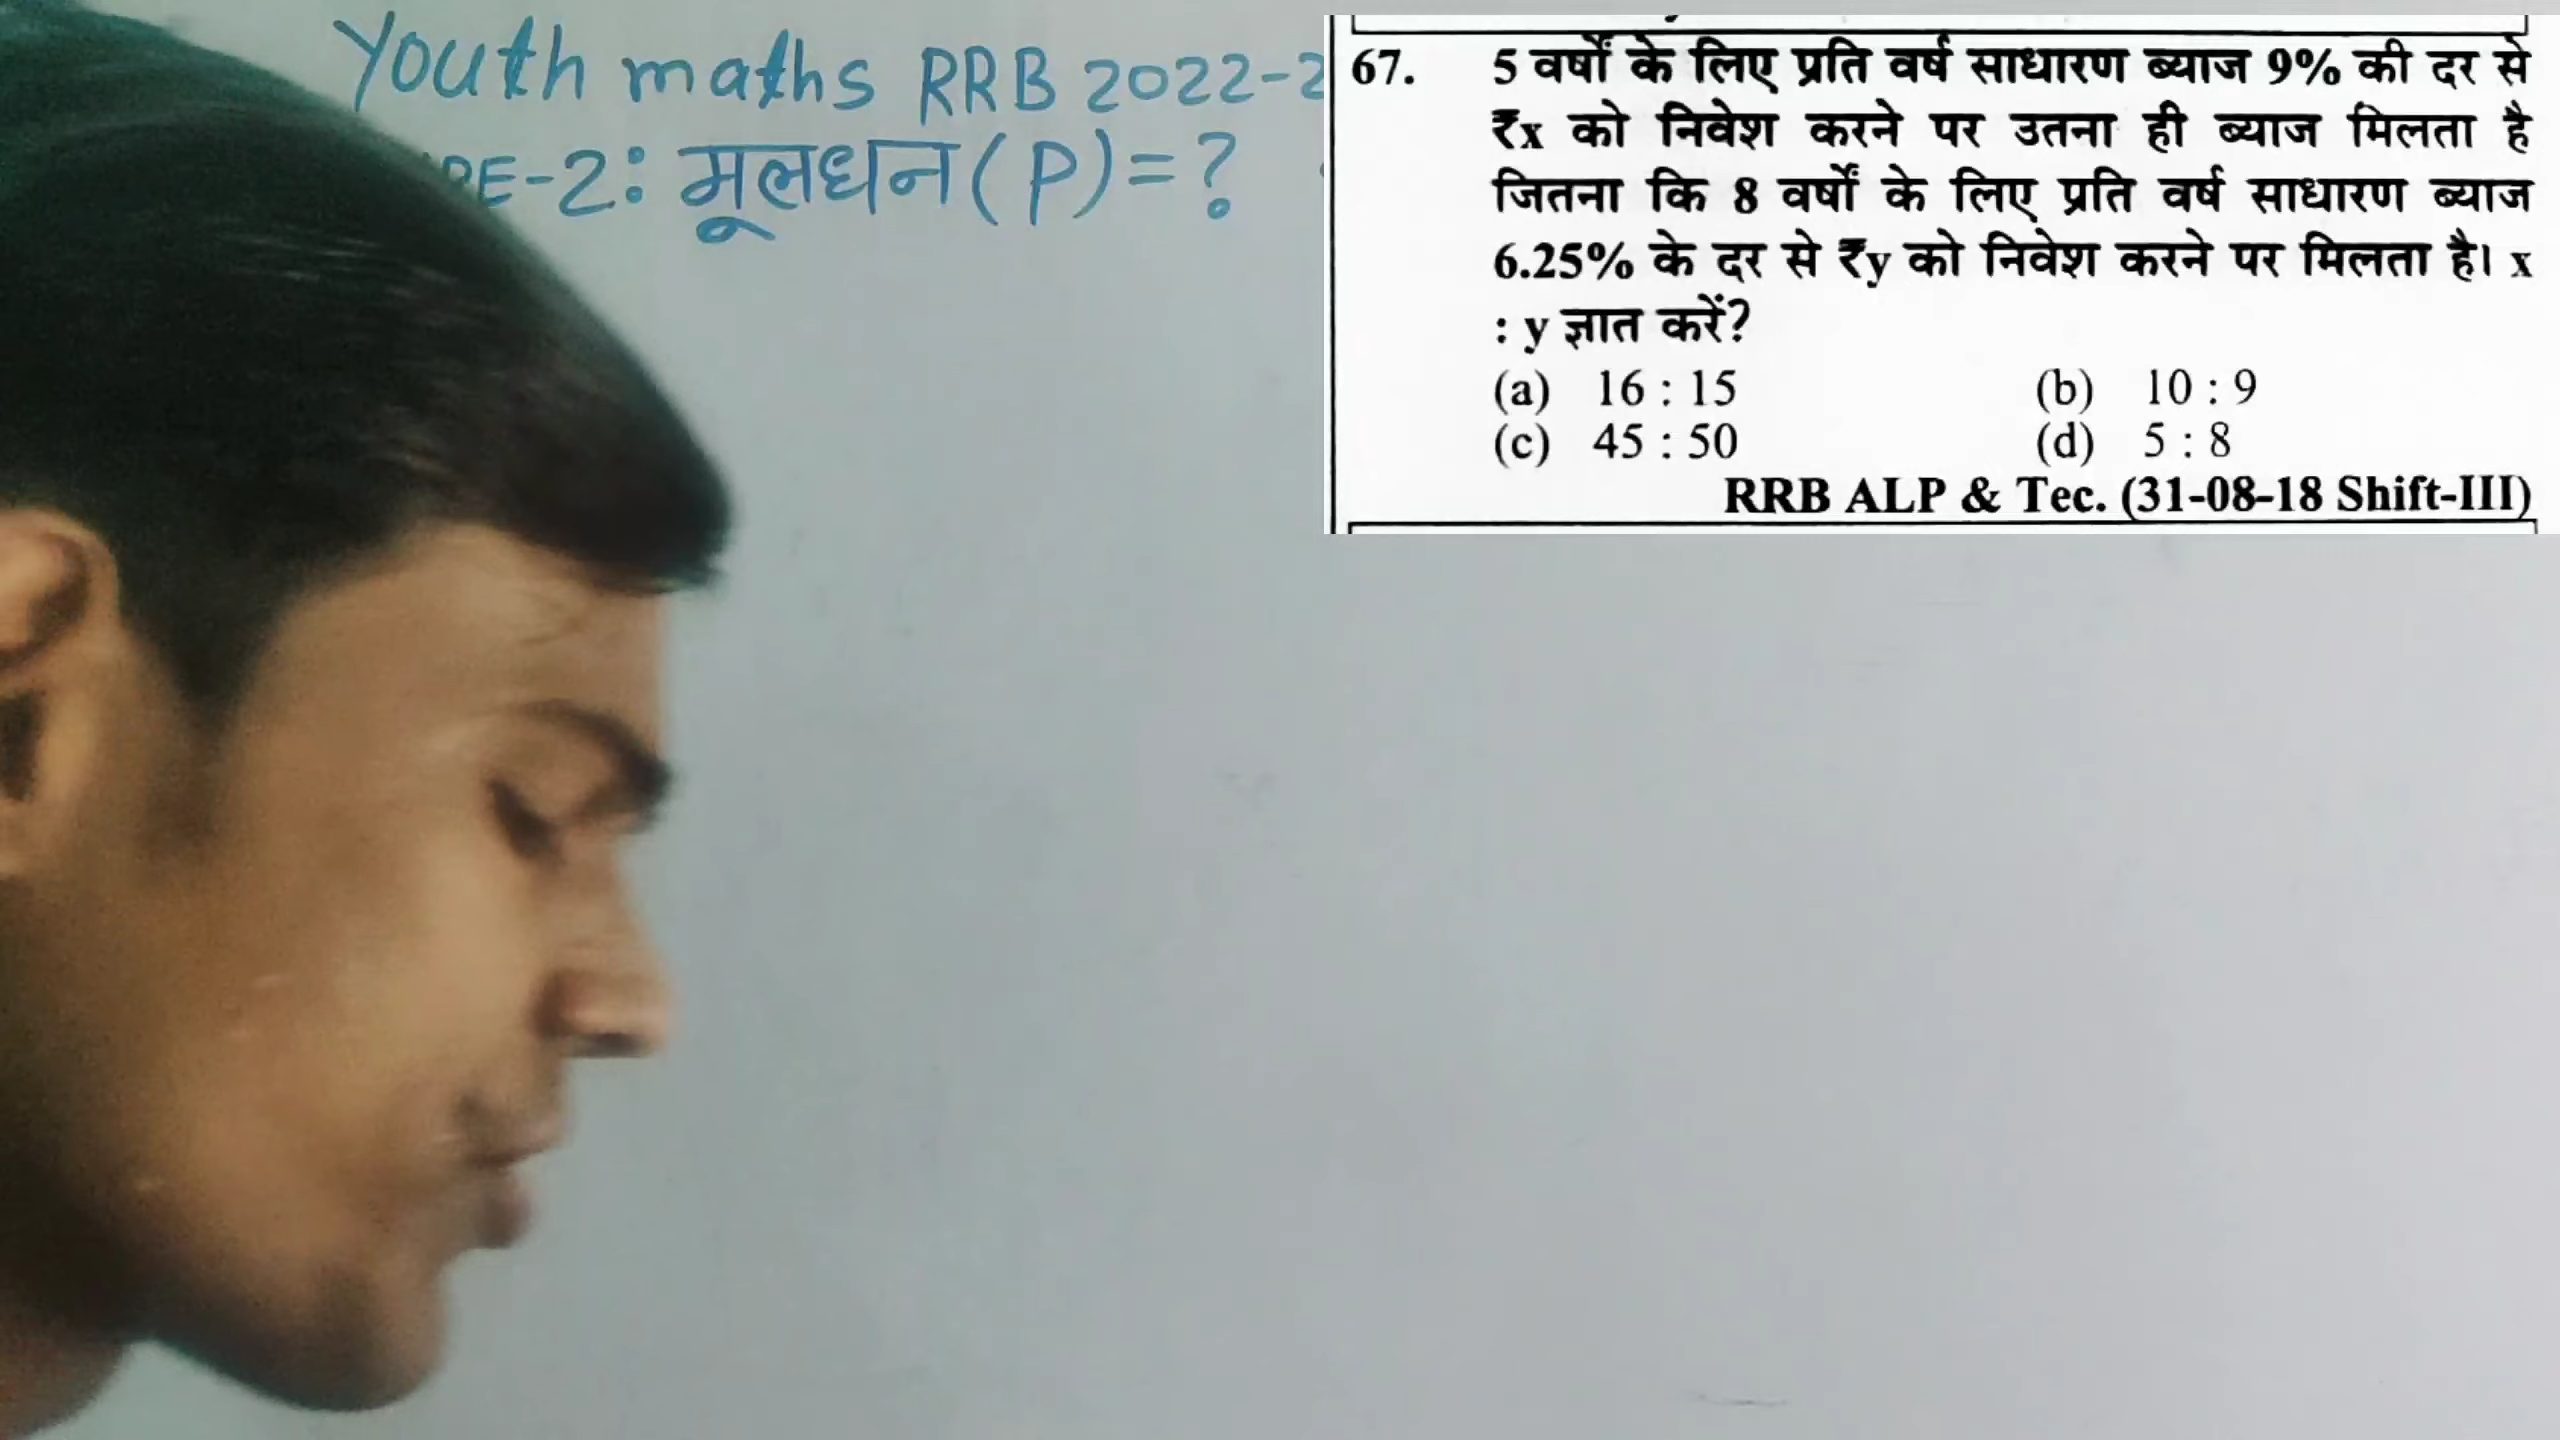 Youth maths RRB 2022-2
PE-2: मूलधन (P)=?
67. 5 वर्षों के लिए प्रति वर्ष साधारण ब्याज 9% की दर से
₹x को निवेश करने पर उतना ही ब्याज मिलता है
जितना कि 8 वर्षों के लिए प्रति वर्ष साधारण ब्याज
6.25% के दर से ₹y को निवेश करने पर मिलता है। x
: y ज्ञात करें?
(a) 16 : 15 (b) 10 : 9
(c) 45 : 50 (d) 5 : 8
RRB ALP & Tec. (31-08-18 Shift-III)